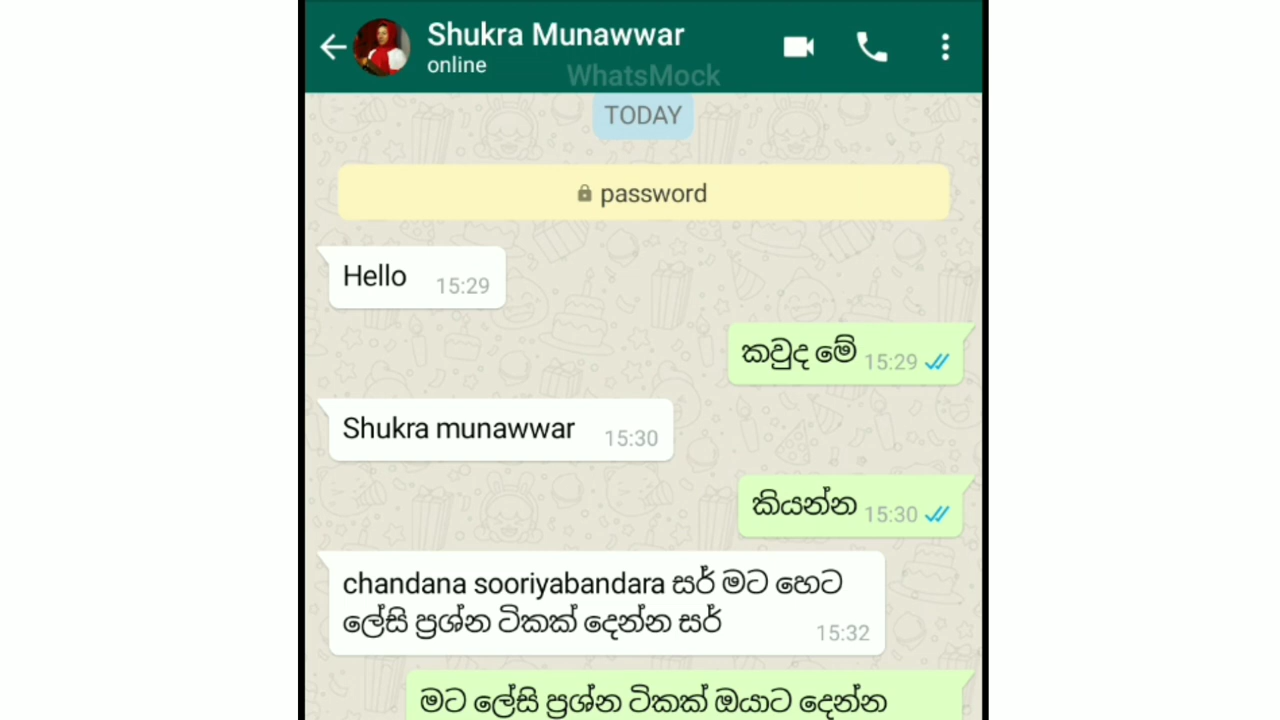 Shukra Munawwar
online
WhatsMock
TODAY
password
Hello 15:29
කවුද මේ 15:29
Shukra munawwar 15:30
කියන්න 15:30
chandana sooriyabandara සර් මට හෙට
ලේසි ප්‍රශ්න ටිකක් දෙන්න සර් 15:32
මට ලේසි ප්‍රශ්න ටිකක් ඔයාට දෙන්න